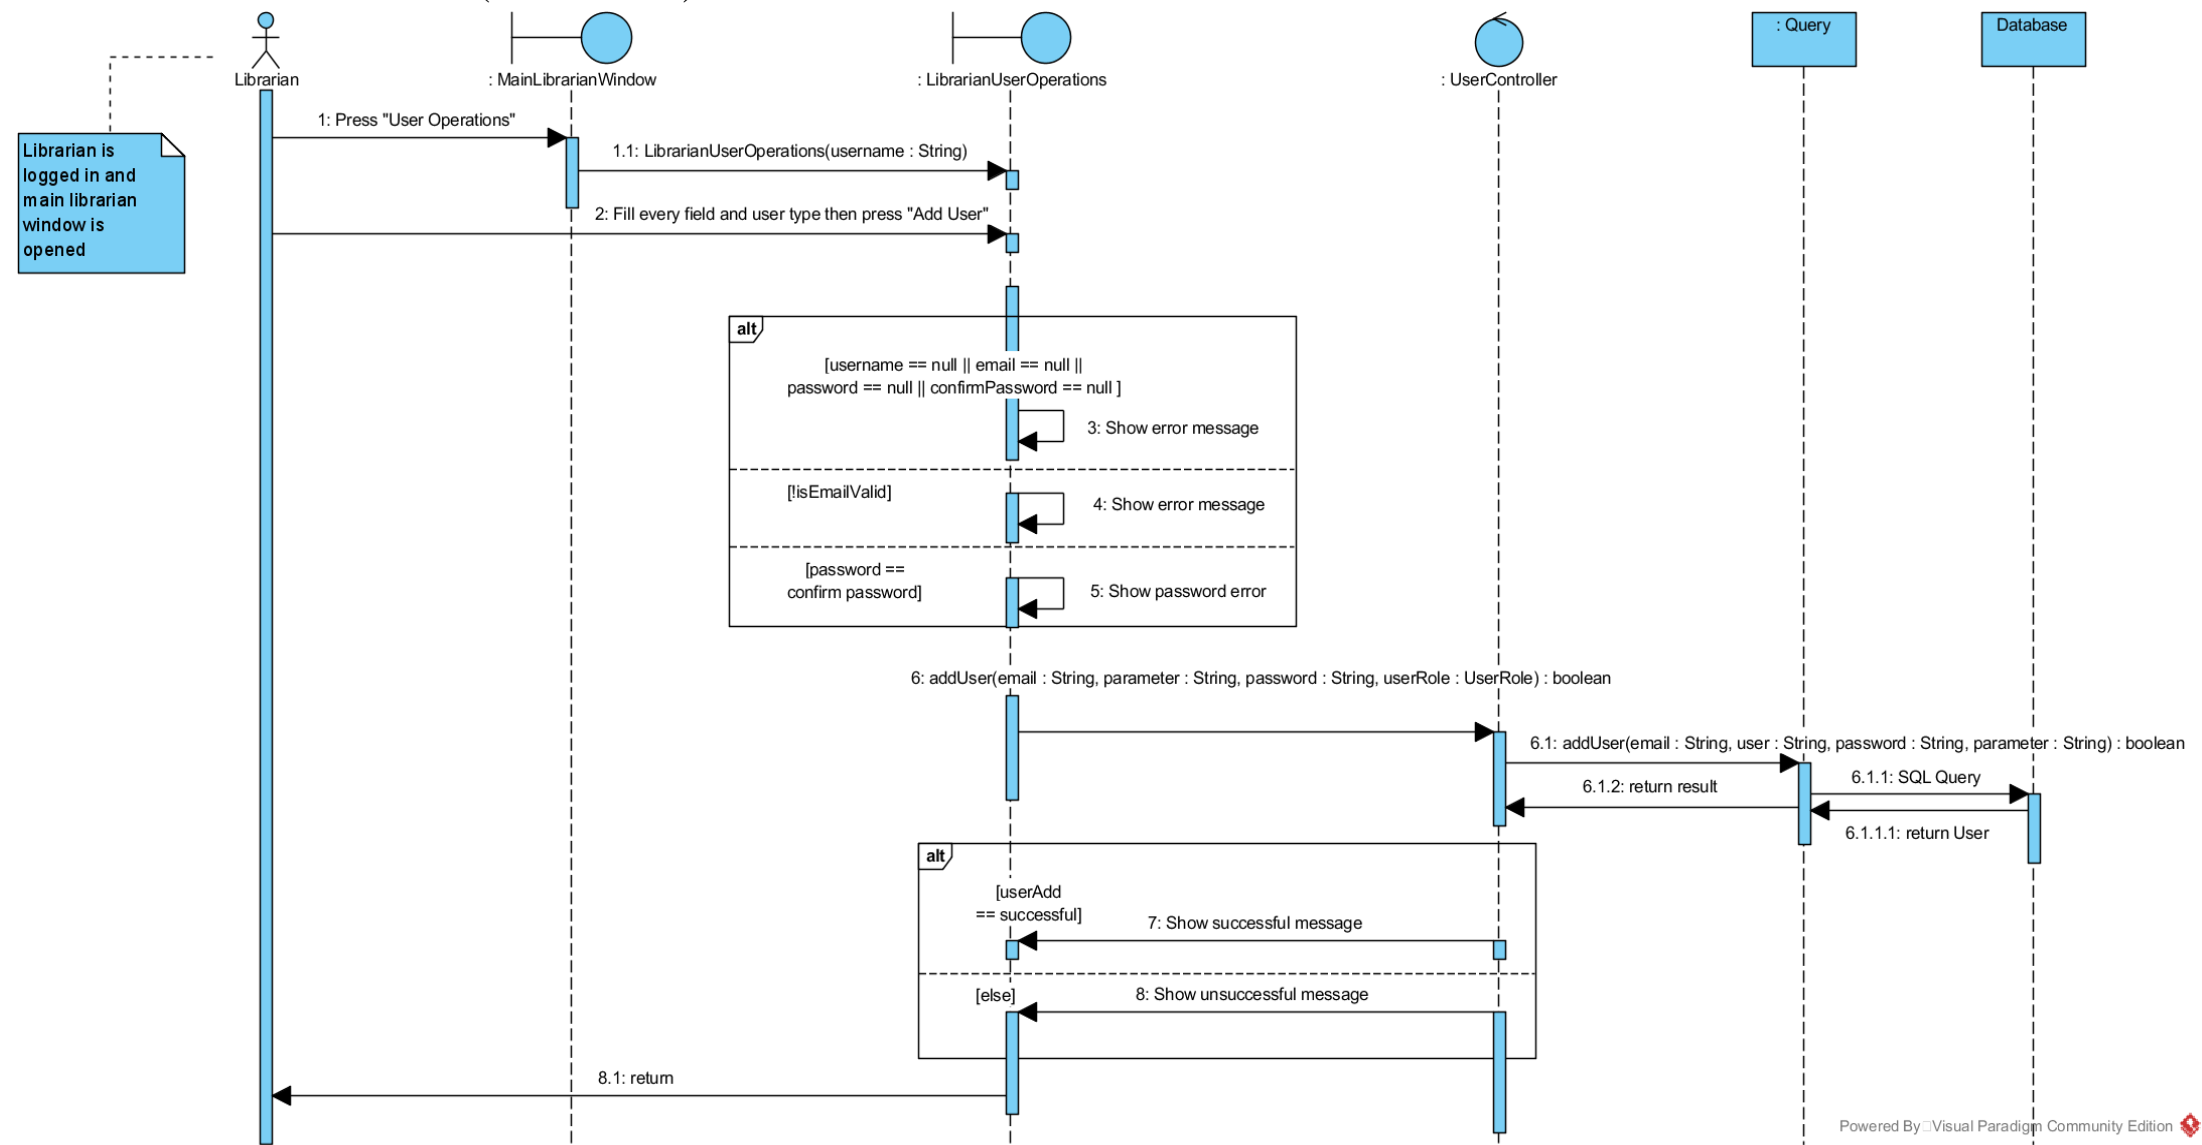 Librarian
: MainLibrarianWindow
: LibrarianUserOperations
: UserController
: Query
Database
Librarian is
logged in and
main librarian
window is
opened
1: Press "User Operations"
1.1: LibrarianUserOperations(username : String)
2: Fill every field and user type then press "Add User"
alt
[username == null || email == null ||
password == null || confirmPassword == null ]
3: Show error message
[!isEmailValid]
4: Show error message
[password ==
confirm password]
5: Show password error
6: addUser(email : String, parameter : String, password : String, userRole : UserRole) : boolean
6.1: addUser(email : String, user : String, password : String, parameter : String) : boolean
6.1.1: SQL Query
6.1.2: return result
6.1.1.1: return User
alt
[userAdd
== successful]
7: Show successful message
[else]
8: Show unsuccessful message
8.1: return
Powered By Visual Paradigm Community Edition